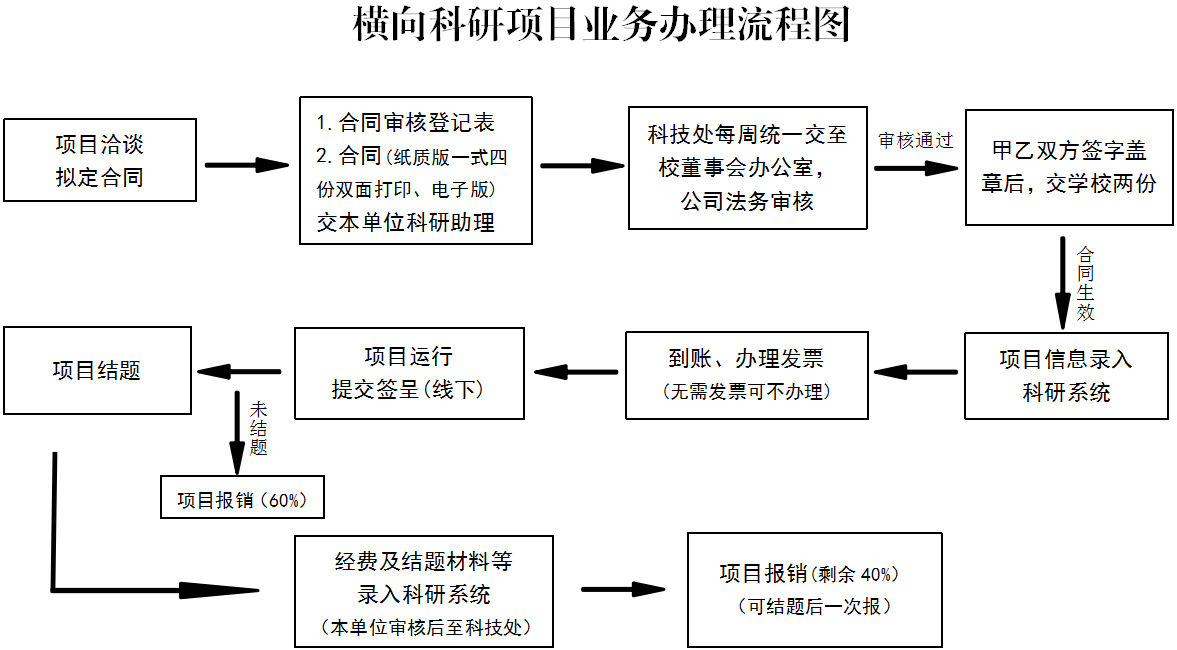 横向科研项目业务办理流程图
项目洽谈
拟定合同
1.合同审核登记表
2.合同(纸质版一式四
份双面打印、电子版)
交本单位科研助理
科技处每周统一交至
校董事会办公室，
公司法务审核
审核通过
甲乙双方签字盖
章后，交学校两份
合同生效
项目信息录入
科研系统
到账、办理发票
(无需发票可不办理)
项目运行
提交签呈(线下)
项目结题
未结题
项目报销(60%)
经费及结题材料等
录入科研系统
(本单位审核后至科技处)
项目报销(剩余40%)
(可结题后一次报)